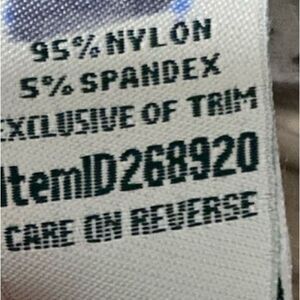 95% NYLON
5% SPANDEX
EXCLUSIVE OF TRIM
ItemID268920
CARE ON REVERSE